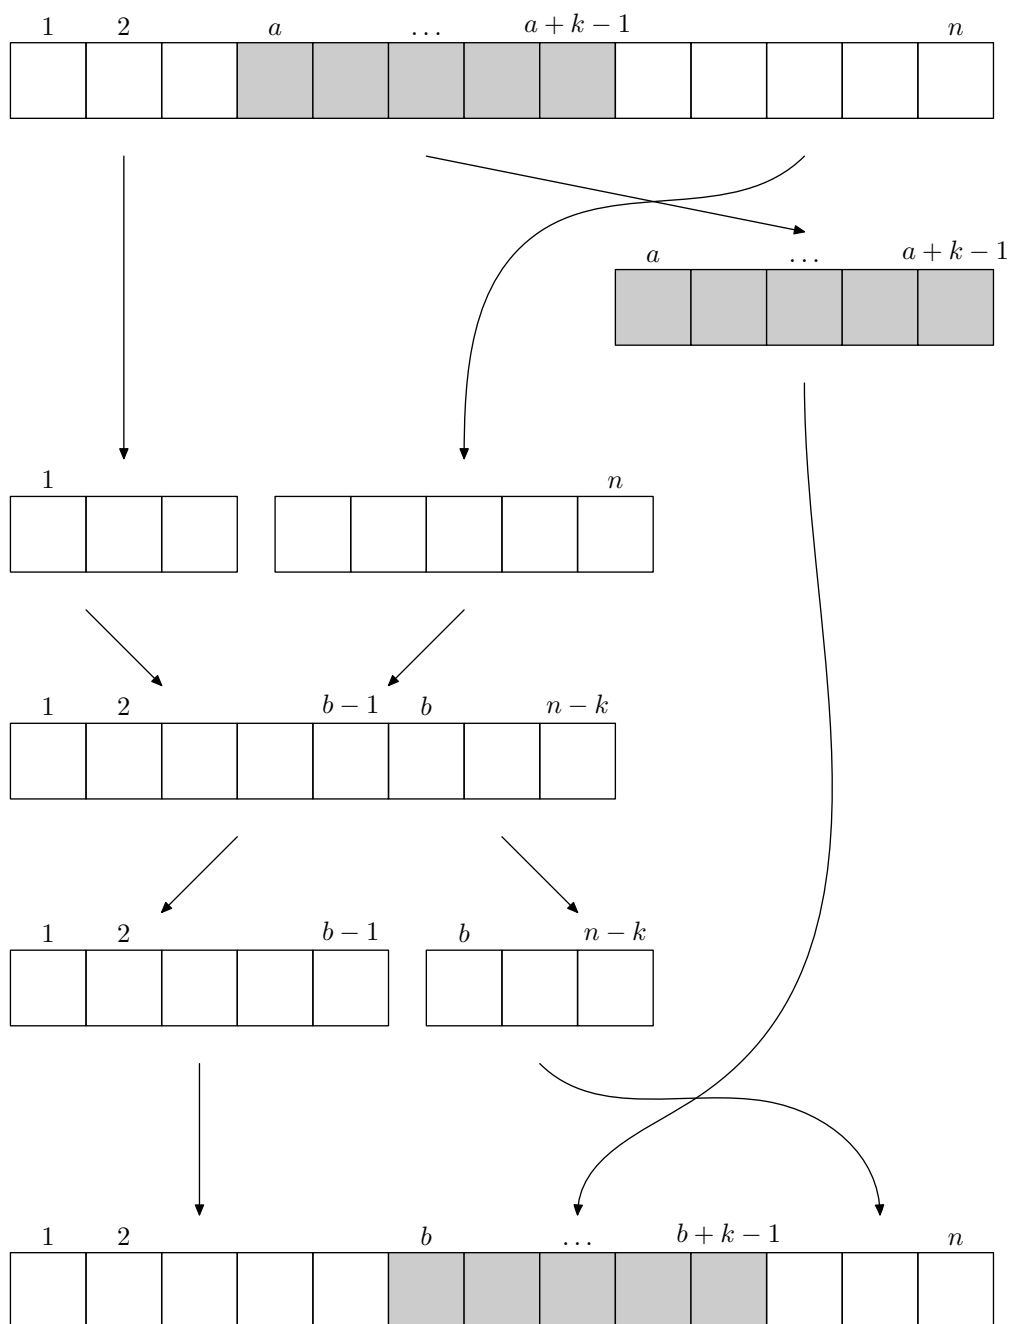 1 2 a ... a + k − 1 n
a ... a + k − 1
1 n
1 2 b − 1 b n − k
1 2 b − 1 b n − k
1 2 b ... b + k − 1 n